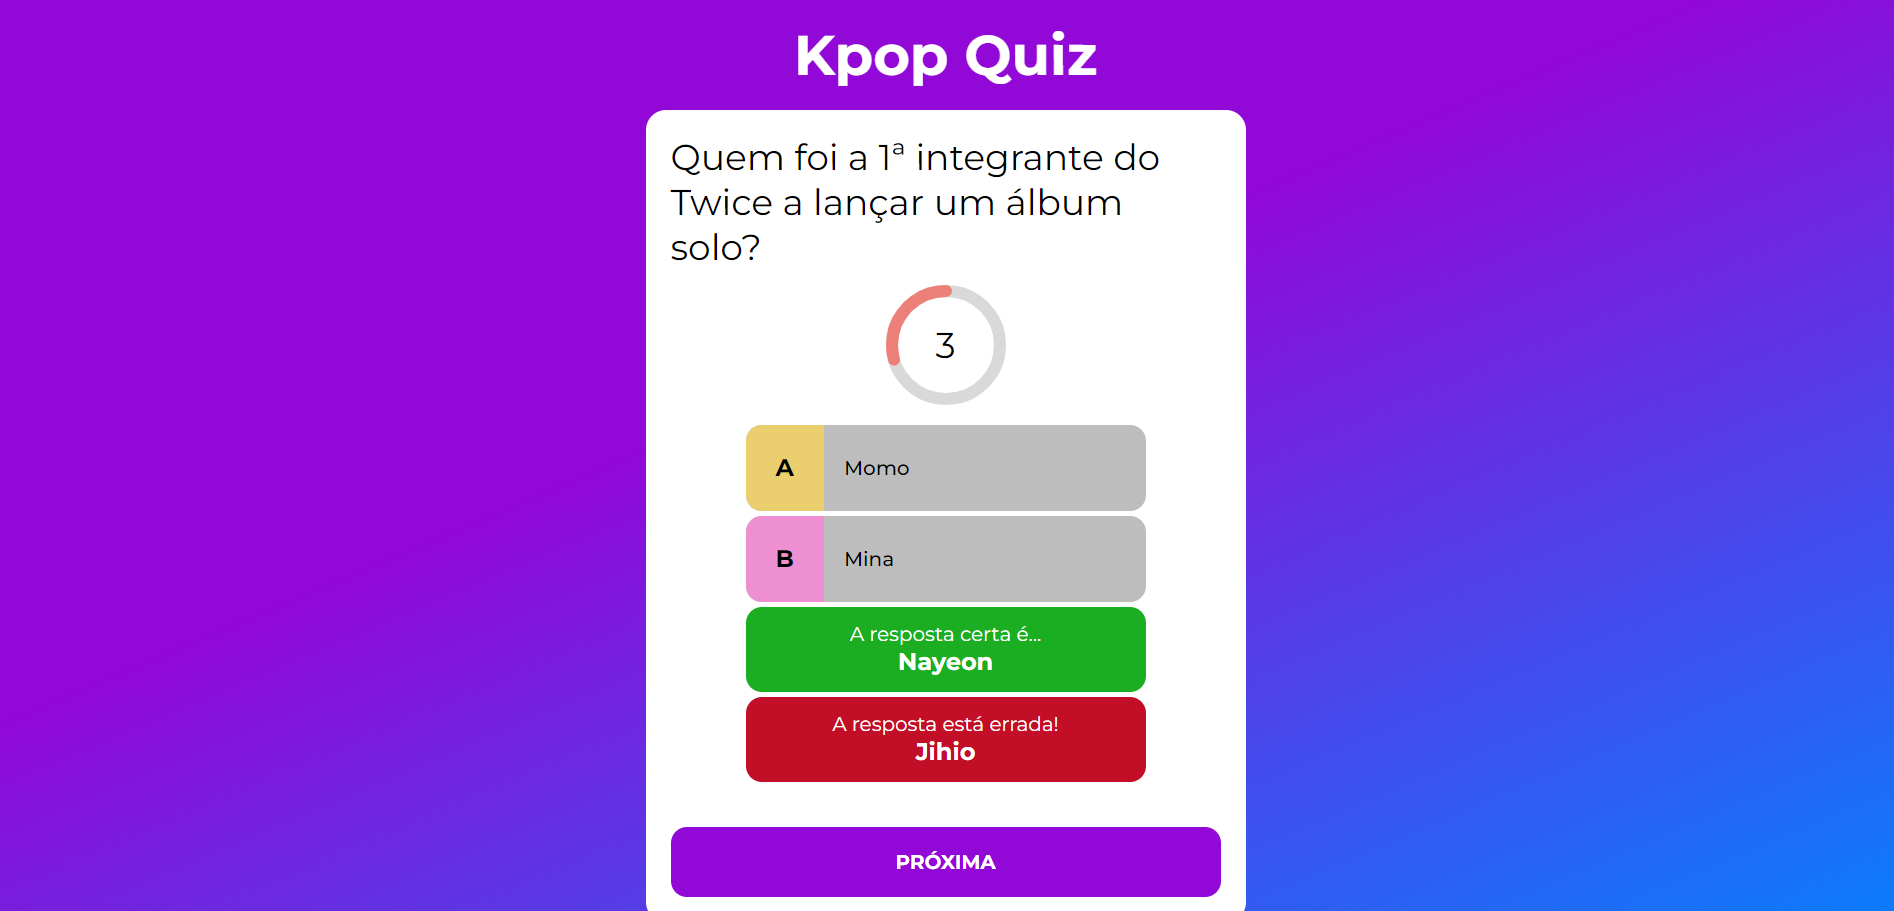 Kpop Quiz
Quem foi a 1ª integrante do
Twice a lançar um álbum
solo?
3
A
Momo
B
Mina
A resposta certa é...
Nayeon
A resposta está errada!
Jihio
PRÓXIMA